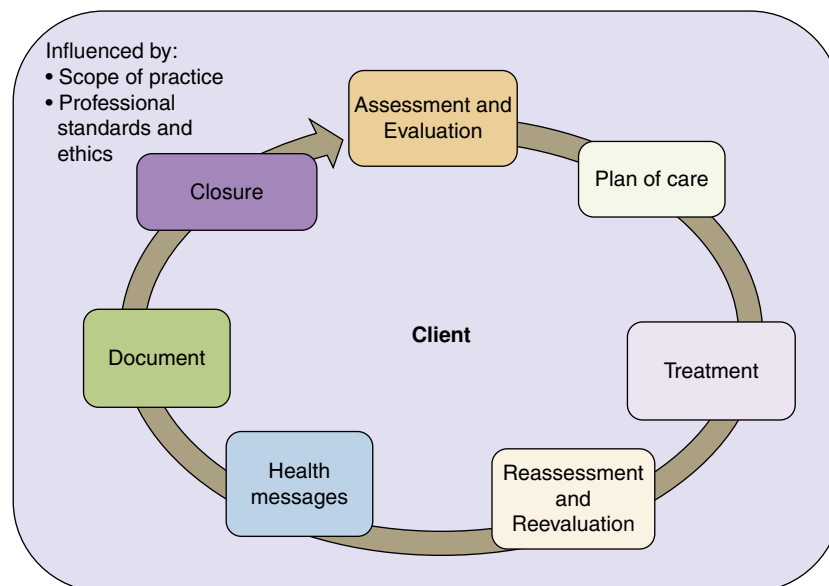 Influenced by:
• Scope of practice
• Professional
standards and
ethics
Assessment and
Evaluation
Plan of care
Treatment
Reassessment
and
Reevaluation
Health
messages
Document
Closure
Client